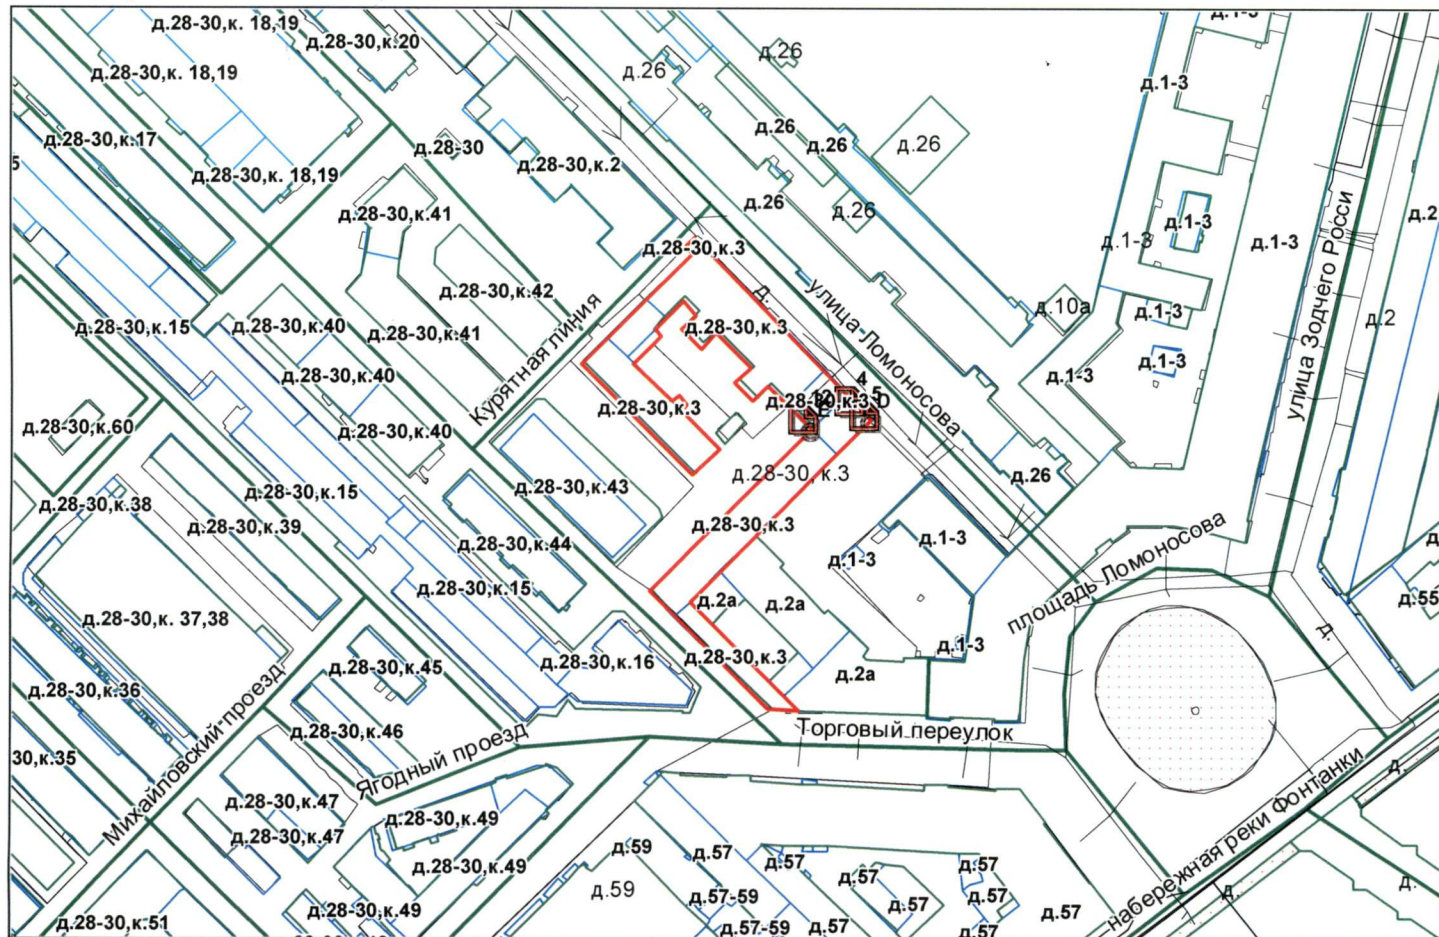 д.28-30,к. 18,19
д.28-30,к.20
д.26
д.1-3
д.28-30,к. 18,19
д.26
д.1-3
д.28-30,к.17
д.28-30
д.26
д.26
д.26
д.28-30,к.2
д.28-30,к. 18,19
д.28-30,к.41
д.26
д.26
д.1-3
д.1-3
д.1-3
д.2
д.28-30,к.3
д.28-30,к.42
д.
улица Ломоносова
д.10а
д.1-3
улица Зодчего Росси
д.2
д.28-30,к.15
д.28-30,к.40
д.28-30,к.41
Курятная линия
д.28-30,к.3
д.1-3
д.28-30,к.40
д.1-3
4
5
д.28-30,к.3
д.28-30,к.3
д.28-30,к.60
д.28-30,к.40
д.28-30, к.3
д.26
д.28-30,к.15
д.28-30,к.43
д.28-30,к.38
д.28-30,к.39
д.28-30,к.3
д.28-30,к.44
д.1-3
д.1-3
площадь Ломоносова
д.28-30,к.15
д.2а
д.2а
д.55
д.28-30,к. 37,38
д.
д.1-3
д.28-30,к.3
д.28-30,к.16
д.28-30,к.45
д.2а
д.28-30,к.36
Михайловский проезд
д.28-30,к.46
Ягодный проезд
Торговый переулок
30,к.35
набережная реки Фонтанки
д.
д.28-30,к.47
д.28-30,к.47
д.28-30,к.49
д.28-30,к.49
д.59
д.57
д.57
д.57
д.57
д.59
д.57-59
д.57
д.57
д.
д.
д.28-30,к.51
д.28-30,к.49
д.57-59
д.57
д.57
д.57